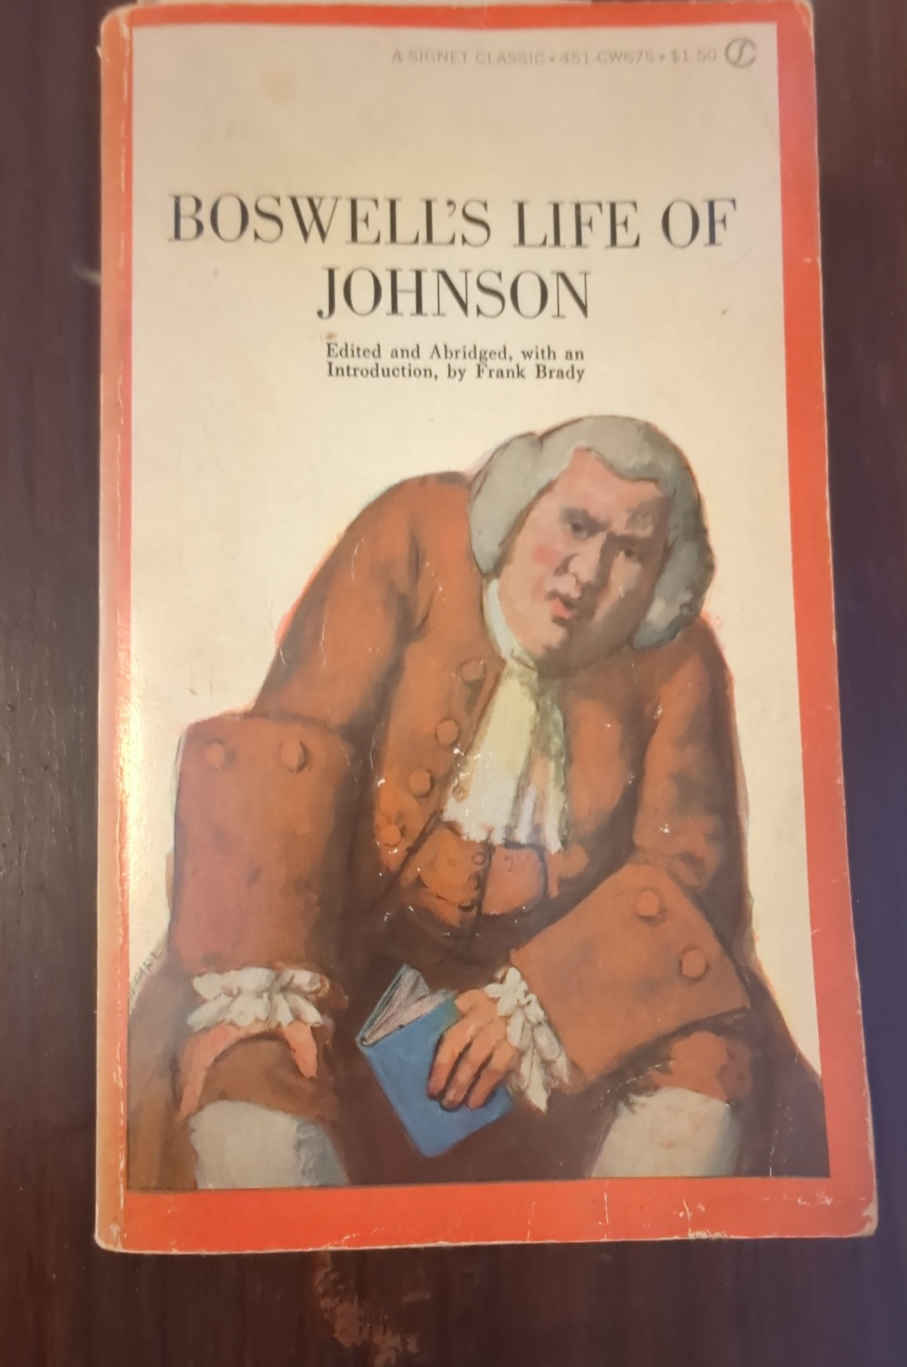 A SIGNET CLASSIC • 451-CW675 • $1.50
BOSWELL'S LIFE OF
JOHNSON
Edited and Abridged, with an
Introduction, by Frank Brady